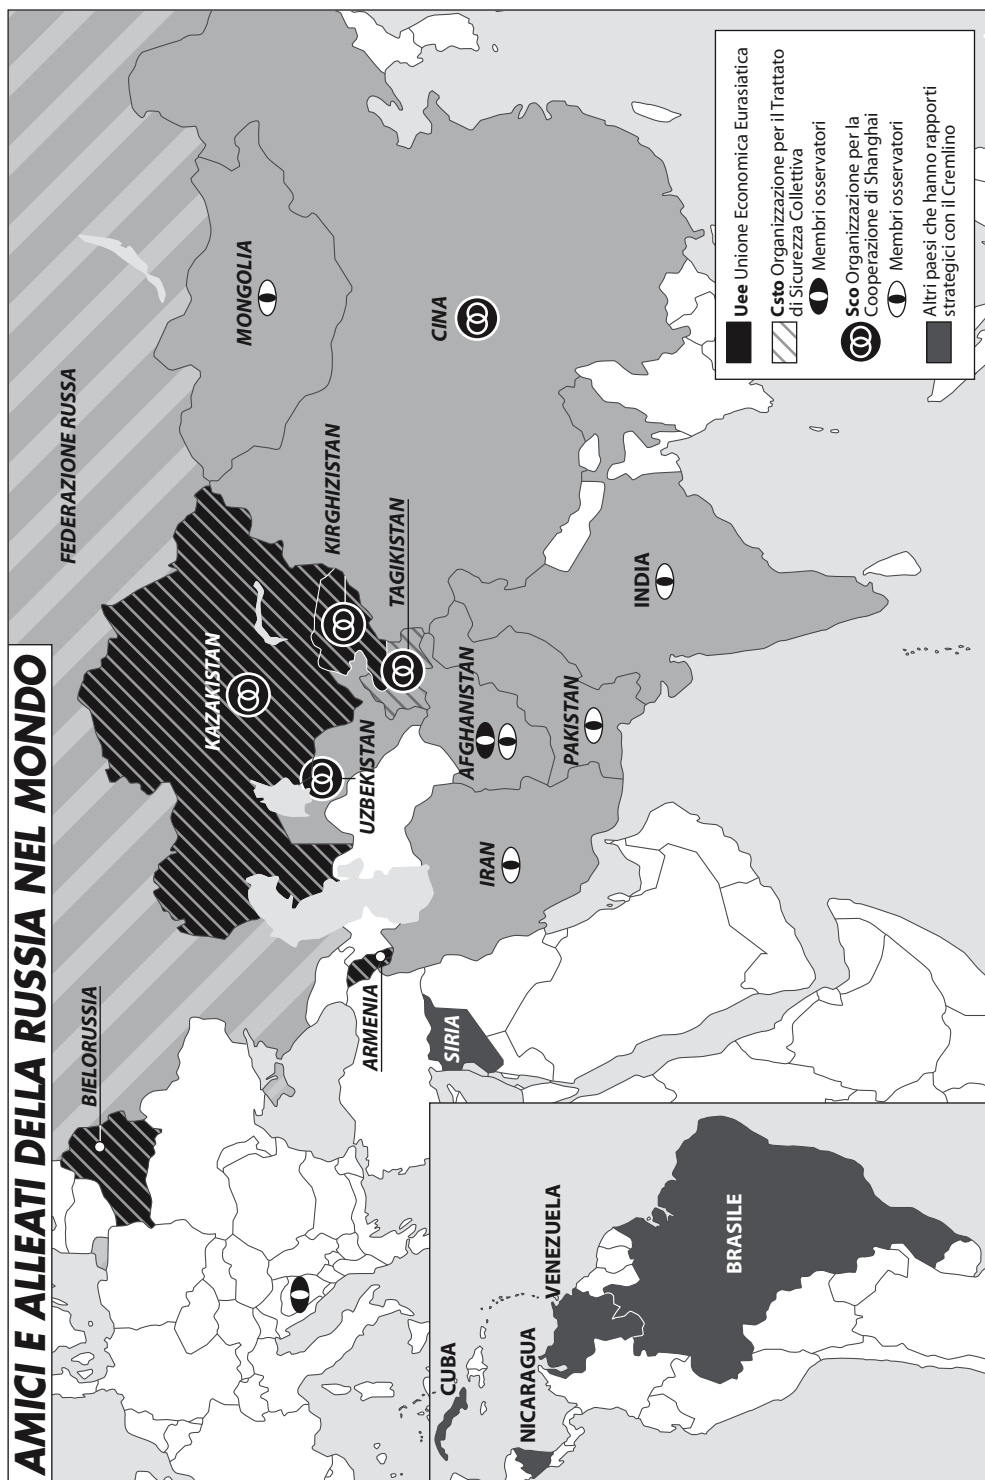 AMICI E ALLEATI DELLA RUSSIA NEL MONDO
FEDERAZIONE RUSSA
BIELORUSSIA
KAZAKISTAN
MONGOLIA
KIRGHIZISTAN
TAGIKISTAN
UZBEKISTAN
CINA
ARMENIA
SIRIA
IRAN
AFGHANISTAN
PAKISTAN
INDIA
CUBA
NICARAGUA
VENEZUELA
BRASILE
Uee Unione Economica Eurasiatica
Csto Organizzazione per il Trattato
di Sicurezza Collettiva
Membri osservatori
Sco Organizzazione per la
Cooperazione di Shanghai
Membri osservatori
Altri paesi che hanno rapporti
strategici con il Cremlino